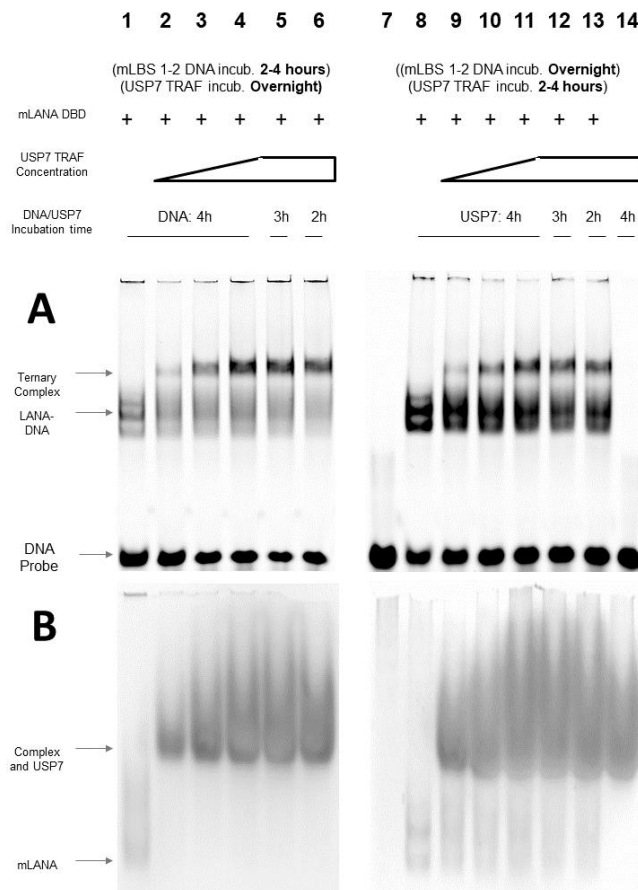 1 2 3 4 5 6 7 8 9 10 11 12 13 14
(mLBS 1-2 DNA incub. 2-4 hours) ((mLBS 1-2 DNA incub. Overnight)
(USP7 TRAF incub. Overnight) (USP7 TRAF incub. 2-4 hours)
mLANA DBD + + + + + + + + + + + +
USP7 TRAF
Concentration
DNA/USP7
Incubation time
DNA: 4h 3h 2h USP7: 4h 3h 2h 4h
A
Ternary
Complex
LANA-
DNA
DNA
Probe
B
Complex
and USP7
mLANA